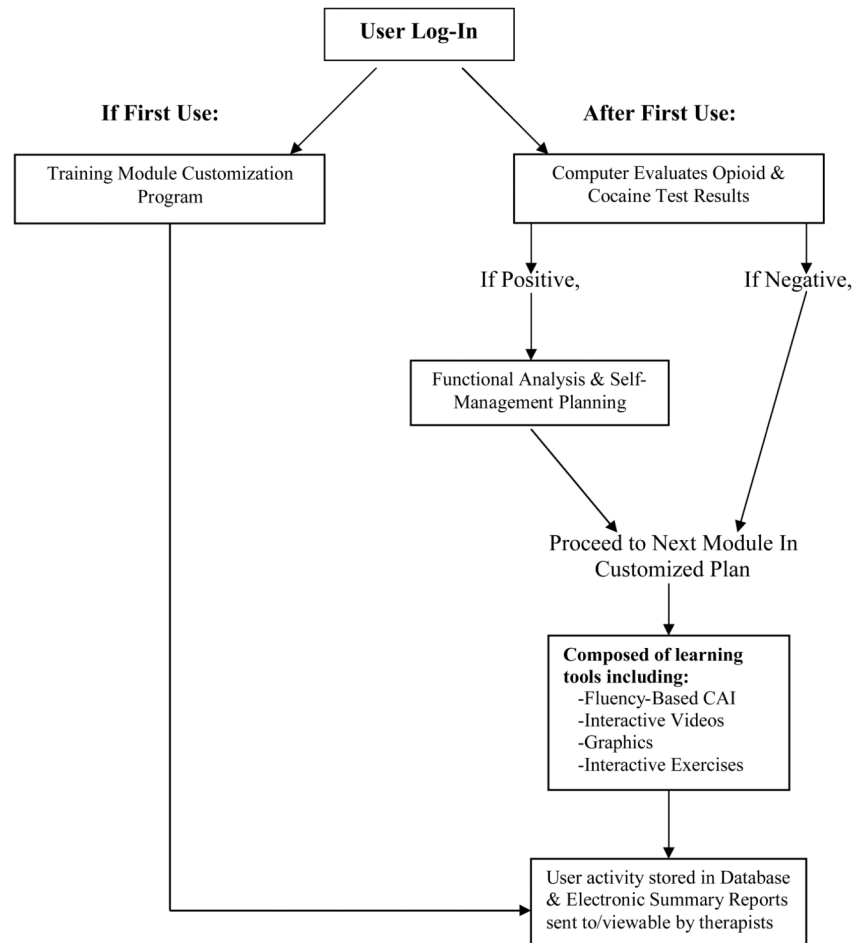 User Log-In
If First Use:
After First Use:
Training Module Customization
Program
Computer Evaluates Opioid &
Cocaine Test Results
If Positive,
If Negative,
Functional Analysis & Self-
Management Planning
Proceed to Next Module In
Customized Plan
Composed of learning
tools including:
-Fluency-Based CAI
-Interactive Videos
-Graphics
-Interactive Exercises
User activity stored in Database
& Electronic Summary Reports
sent to/viewable by therapists